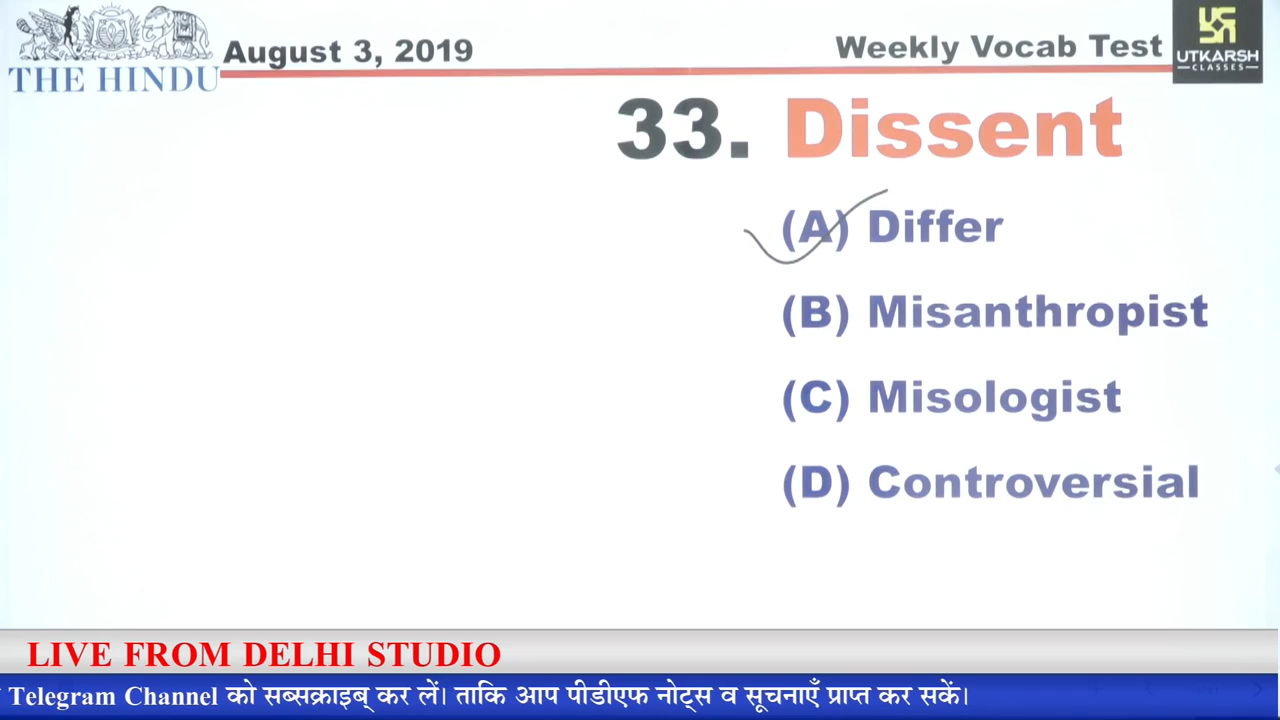 THE HINDU
August 3, 2019
Weekly Vocab Test
UTKARSH
CLASSES
33. Dissent
(A) Differ
(B) Misanthropist
(C) Misologist
(D) Controversial
LIVE FROM DELHI STUDIO
Telegram Channel को सब्सक्राइब् कर लें। ताकि आप पीडीएफ नोट्स व सूचनाएँ प्राप्त कर सकें।